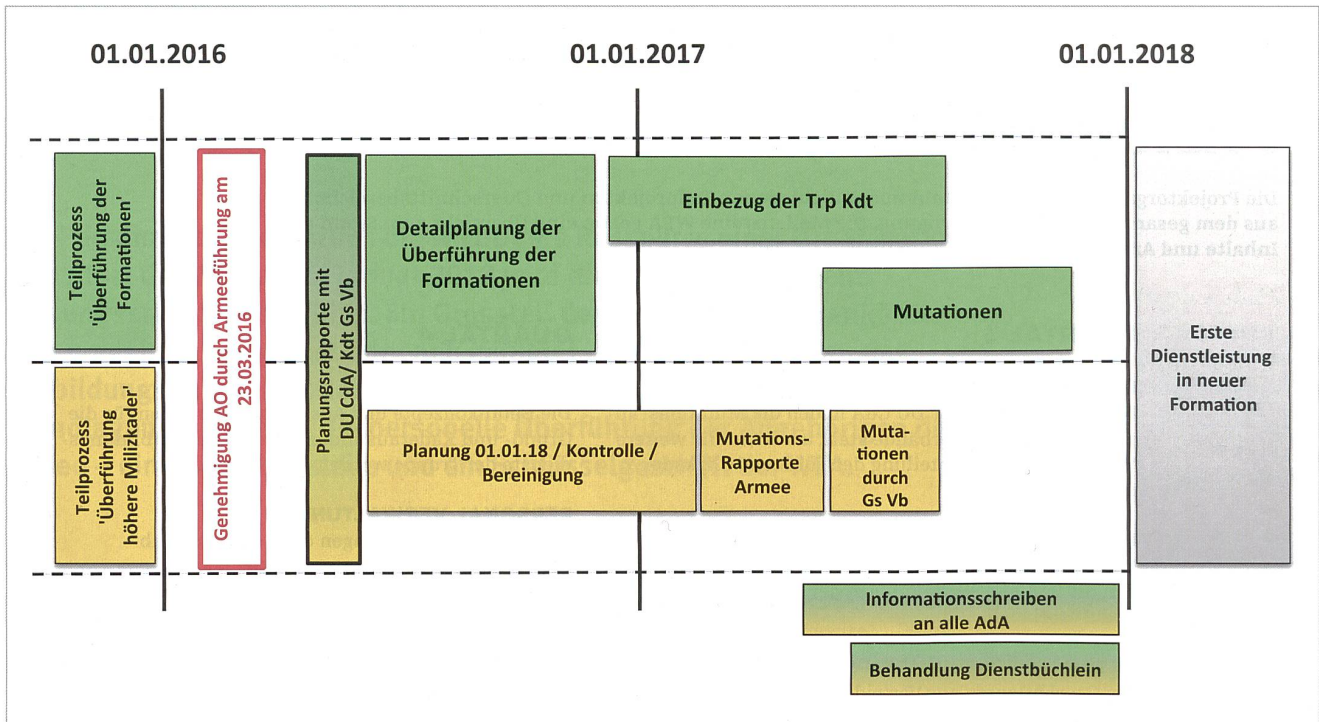 01.01.2016
01.01.2017
01.01.2018
Teilprozess
'Überführung der
Formationen'
Teilprozess
'Überführung
höhere Milizkader'
Genehmigung AO durch Armeeführung am
23.03.2016
Planungsrapporte mit
DU CdA/ Kdt Gs Vb
Detailplanung der
Überführung der
Formationen
Einbezug der Trp Kdt
Mutationen
Planung 01.01.18 / Kontrolle /
Bereinigung
Mutations-
Rapporte
Armee
Muta-
tionen
durch
Gs Vb
Erste
Dienstleistung
in neuer
Formation
Informationsschreiben
an alle AdA
Behandlung Dienstbüchlein